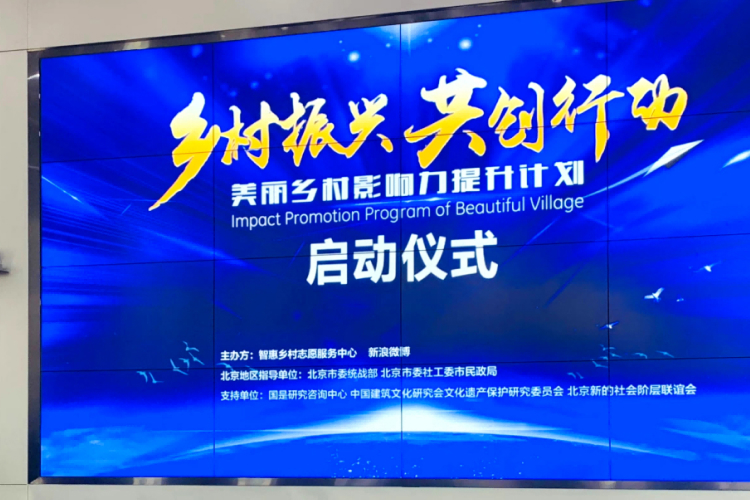 乡村振兴 共创行动
美丽乡村影响力提升计划
Impact Promotion Program of Beautiful Village
启动仪式
主办方：智惠乡村志愿服务中心 新浪微博
北京地区指导单位：北京市委统战部 北京市委社工委市民政局
支持单位：国是研究咨询中心 中国建筑文化研究会文化遗产保护研究委员会 北京新的社会阶层联谊会